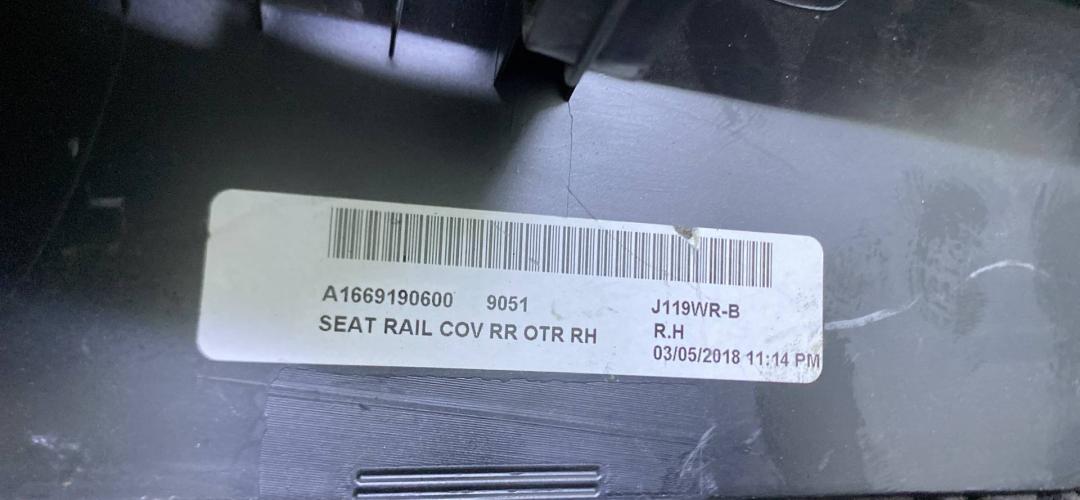 A1669190600 9051 J119WR-B
SEAT RAIL COV RR OTR RH R.H
03/05/2018 11:14 PM